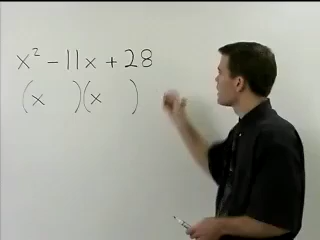 x² - 11x + 28
(x  )(x  )